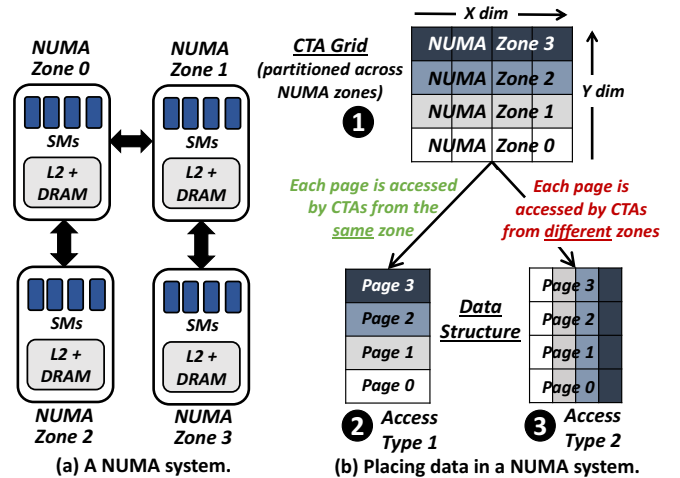 NUMA
Zone 0
NUMA
Zone 1
SMs
SMs
L2 +
DRAM
L2 +
DRAM
SMs
SMs
L2 +
DRAM
L2 +
DRAM
NUMA
Zone 2
NUMA
Zone 3
(a) A NUMA system.
X dim
CTA Grid
(partitioned across
NUMA zones)
1
NUMA Zone 3
NUMA Zone 2
NUMA Zone 1
NUMA Zone 0
Y dim
Each page is accessed
by CTAs from the
same zone
Each page is
accessed by CTAs
from different zones
Page 3
Page 2
Page 1
Page 0
Data
Structure
Page 3
Page 2
Page 1
Page 0
2 Access
Type 1
3 Access
Type 2
(b) Placing data in a NUMA system.